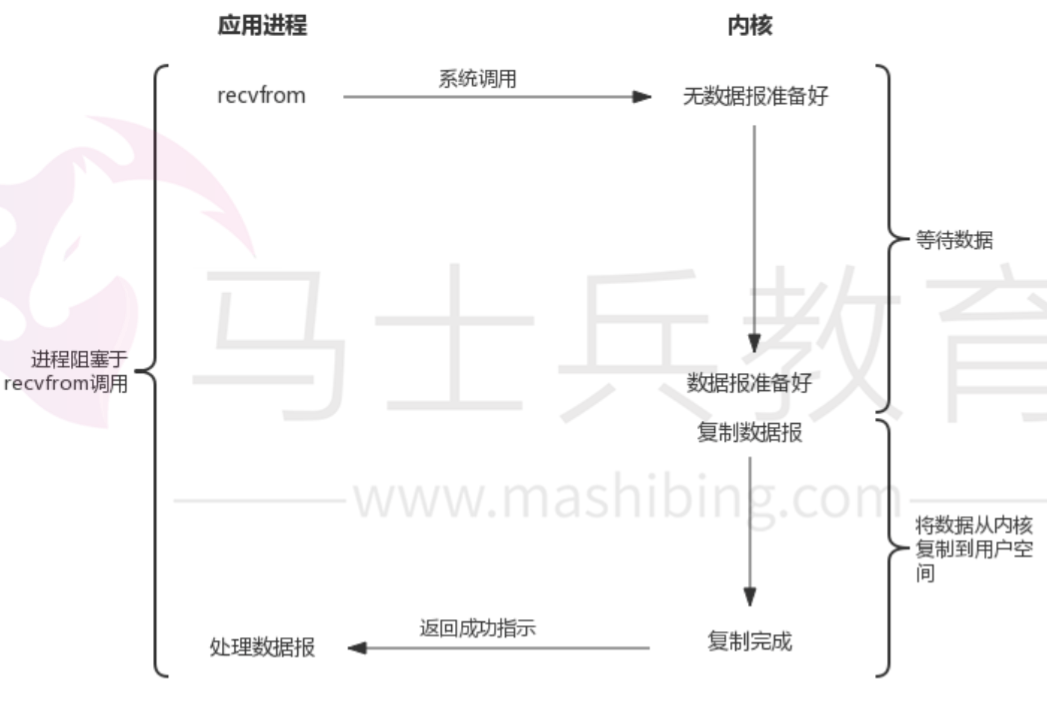 应用进程
内核
recvfrom
系统调用
无数据报准备好
等待数据
进程阻塞于
recvfrom调用
数据报准备好
复制数据报
将数据从内核
复制到用户空
间
处理数据报
返回成功指示
复制完成
马士兵教育
www.mashibing.com